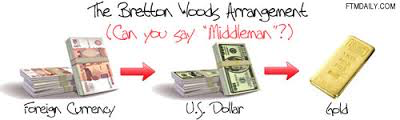 FTMDAILY.COM
The Bretton Woods Arrangement
(Can you say "Middleman"?)
Foreign Currency
U.S. Dollar
Gold